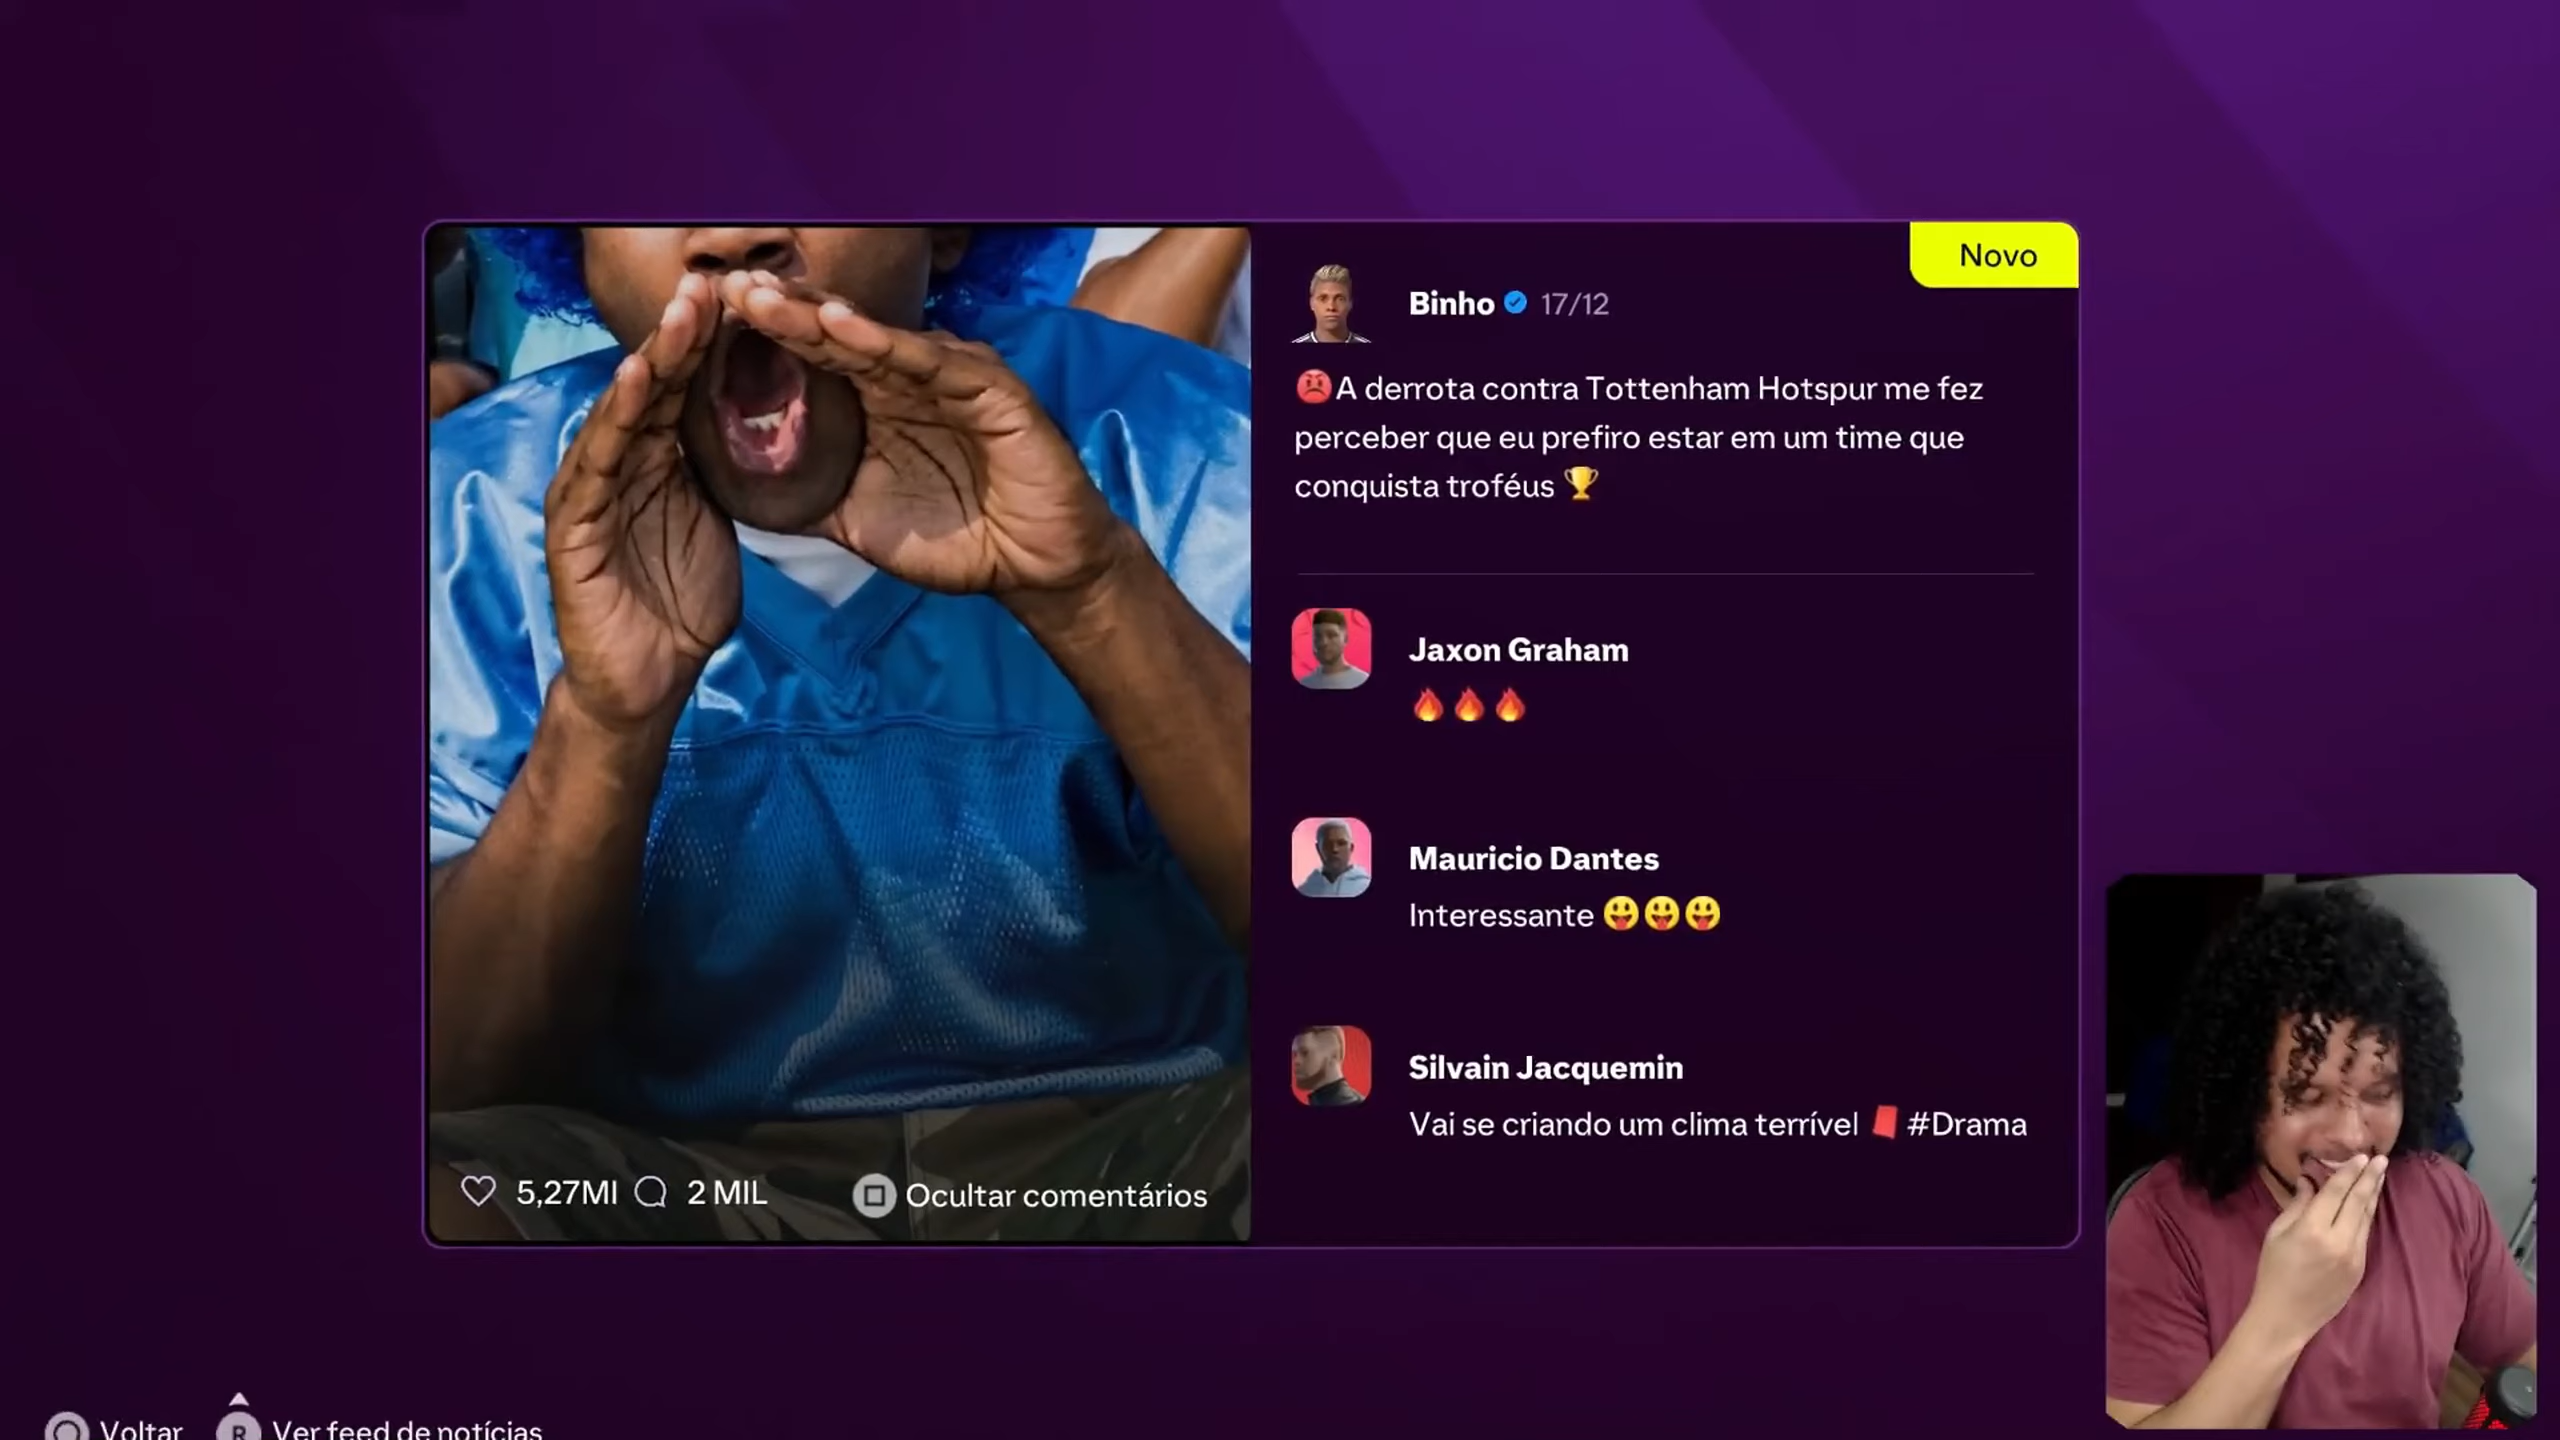 Novo
Binho 17/12
😡A derrota contra Tottenham Hotspur me fez
perceber que eu prefiro estar em um time que
conquista troféus 🏆
Jaxon Graham
🔥🔥🔥
Mauricio Dantes
Interessante 😛😛😛
Silvain Jacquemin
Vai se criando um clima terrível 🟥 #Drama
5,27MI 2 MIL Ocultar comentários
Voltar R Ver feed de notícias